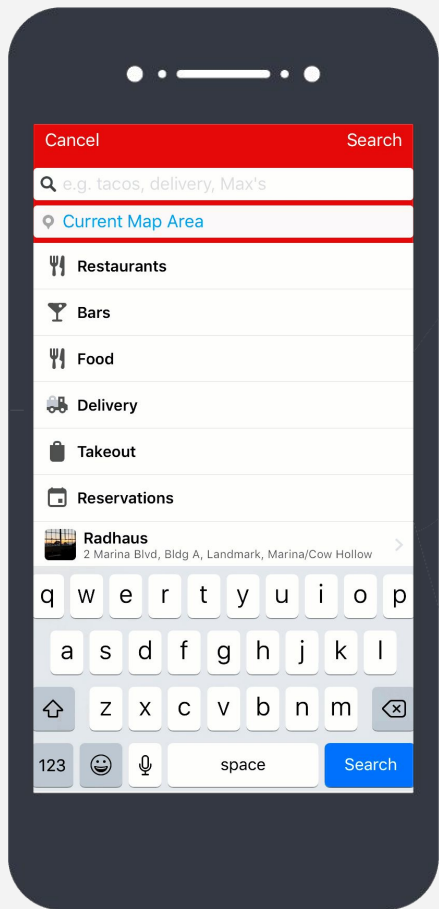 Cancel Search
e.g. tacos, delivery, Max's
Current Map Area
Restaurants
Bars
Food
Delivery
Takeout
Reservations
Radhaus
2 Marina Blvd, Bldg A, Landmark, Marina/Cow Hollow
q w e r t y u i o p
a s d f g h j k l
z x c v b n m
123 space Search